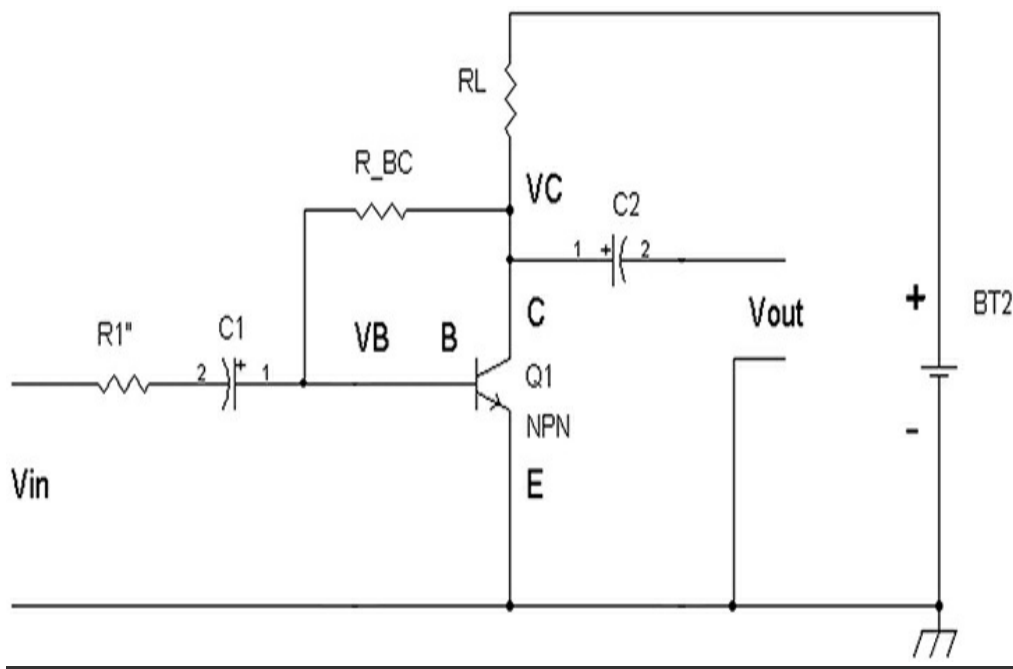 RL
R_BC
VC
C2
1 + 2
C
+
BT2
Vout
R1"
C1
VB
B
2 + 1
Q1
NPN
-
Vin
E